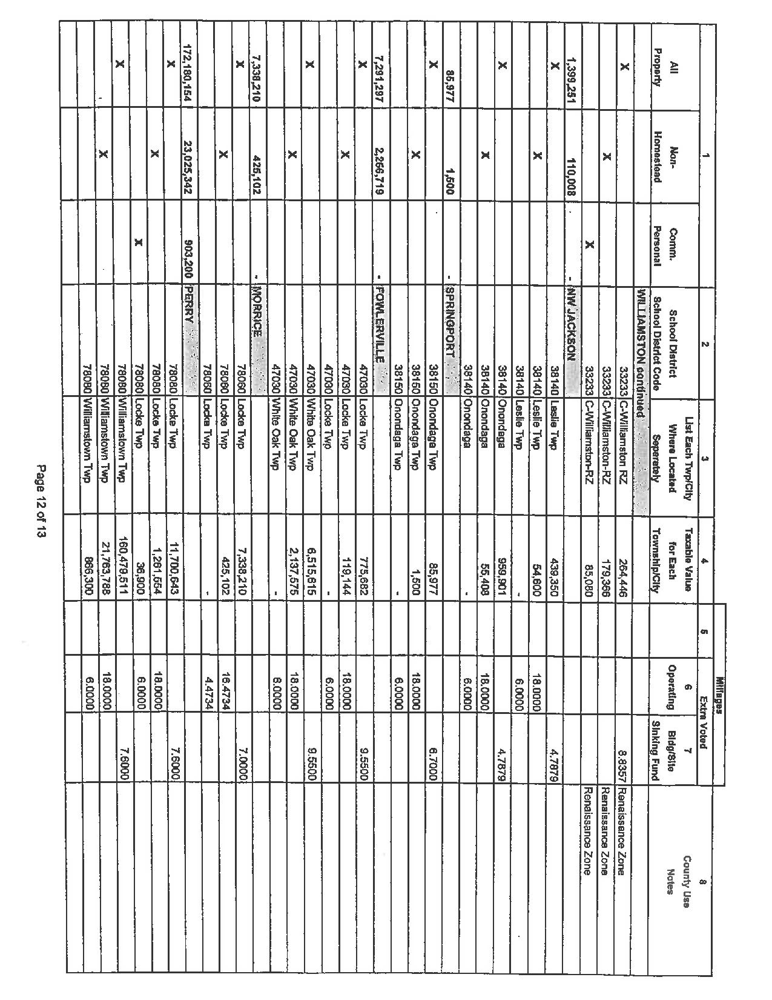 Millages
1 2 3 4 5 6 Extra Voted 7 8
All Property Non-Homestead Comm. Personal School District School District Code List Each Twp/City Where Located Seperately Taxable Value for Each Township/City Operating Bldg/Site Sinking Fund County Use Notes
WILLIAMSTON continued
X 33233 C-Williamston RZ 264,446 8.8357 Renaissance Zone
X 33233 C-Williamston-RZ 179,366 Renaissance Zone
X 33233 C-Williamston-RZ 85,080 Renaissance Zone
1,399,251 110,008 - NW JACKSON
X 38140 Leslie Twp 439,350 4.7879
X 38140 Leslie Twp 54,600 18.0000
38140 Leslie Twp - 6.0000
X 38140 Onondaga 959,901 4.7879
X 38140 Onondaga 55,408 18.0000
38140 Onondaga - 6.0000
85,977 1,500 - SPRINGPORT
X 38150 Onondaga Twp 85,977 6.7000
X 38150 Onondaga Twp 1,500 18.0000
38150 Onondaga Twp - 6.0000
7,291,297 2,256,719 - FOWLERVILLE
X 47030 Locke Twp 775,682 9.5500
X 47030 Locke Twp 119,144 18.0000
47030 Locke Twp - 6.0000
X 47030 White Oak Twp 6,515,615 9.5500
X 47030 White Oak Twp 2,137,575 18.0000
47030 White Oak Twp - 6.0000
7,338,210 425,102 - MORRICE
X 78060 Locke Twp 7,338,210 7.0000
X 78060 Locke Twp 425,102 16.4734
78060 Locke Twp - 4.4734
172,180,154 23,025,342 903,200 PERRY
X 78080 Locke Twp 11,700,643 7.6000
X 78080 Locke Twp 1,261,554 18.0000
X 78080 Locke Twp 36,900 6.0000
X 78080 Williamstown Twp 160,479,511 7.6000
X 78080 Williamstown Twp 21,763,788 18.0000
78080 Williamstown Twp 866,300 6.0000
Page 12 of 13